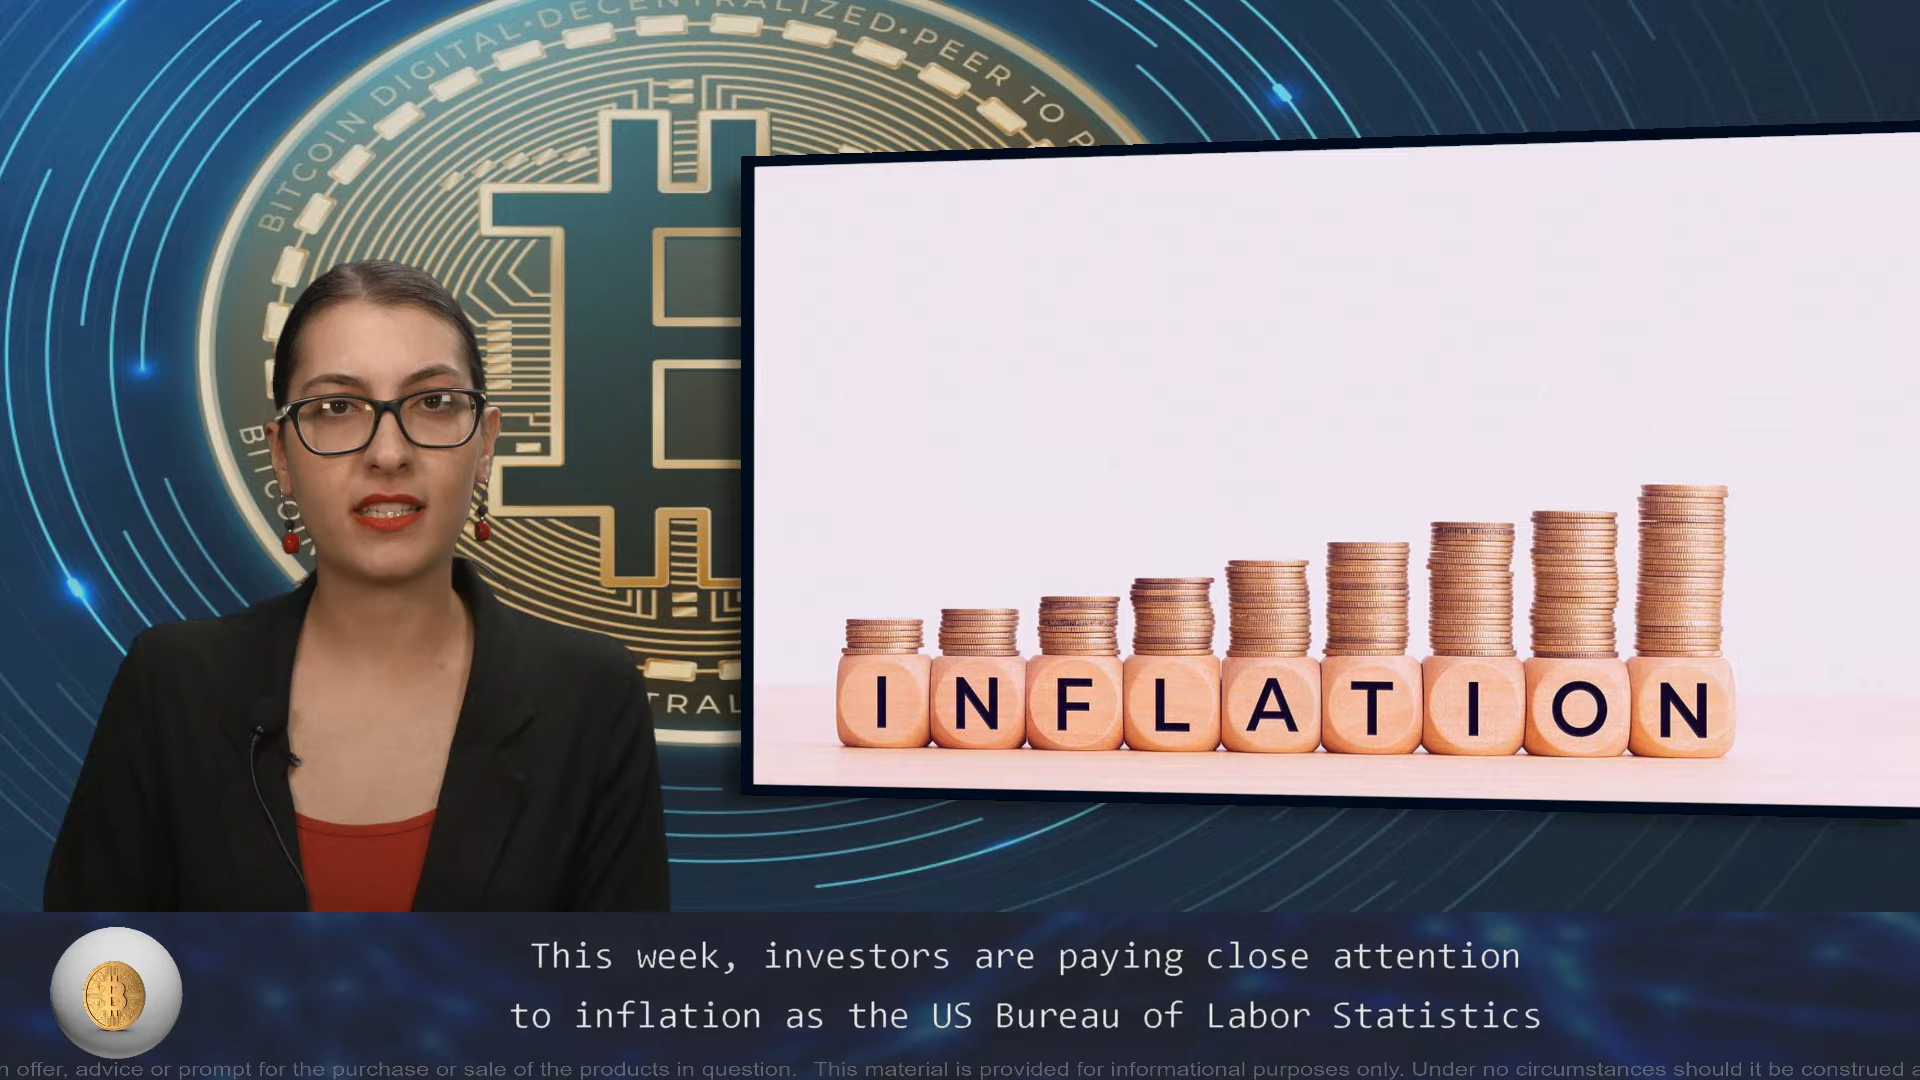 BITCOIN·DIGITAL·DECENTRALIZED·PEER TO P
BITCOIN
TRAL
INFLATION
This week, investors are paying close attention
to inflation as the US Bureau of Labor Statistics
offer, advice or prompt for the purchase or sale of the products in question. This material is provided for informational purposes only. Under no circumstances should it be construed